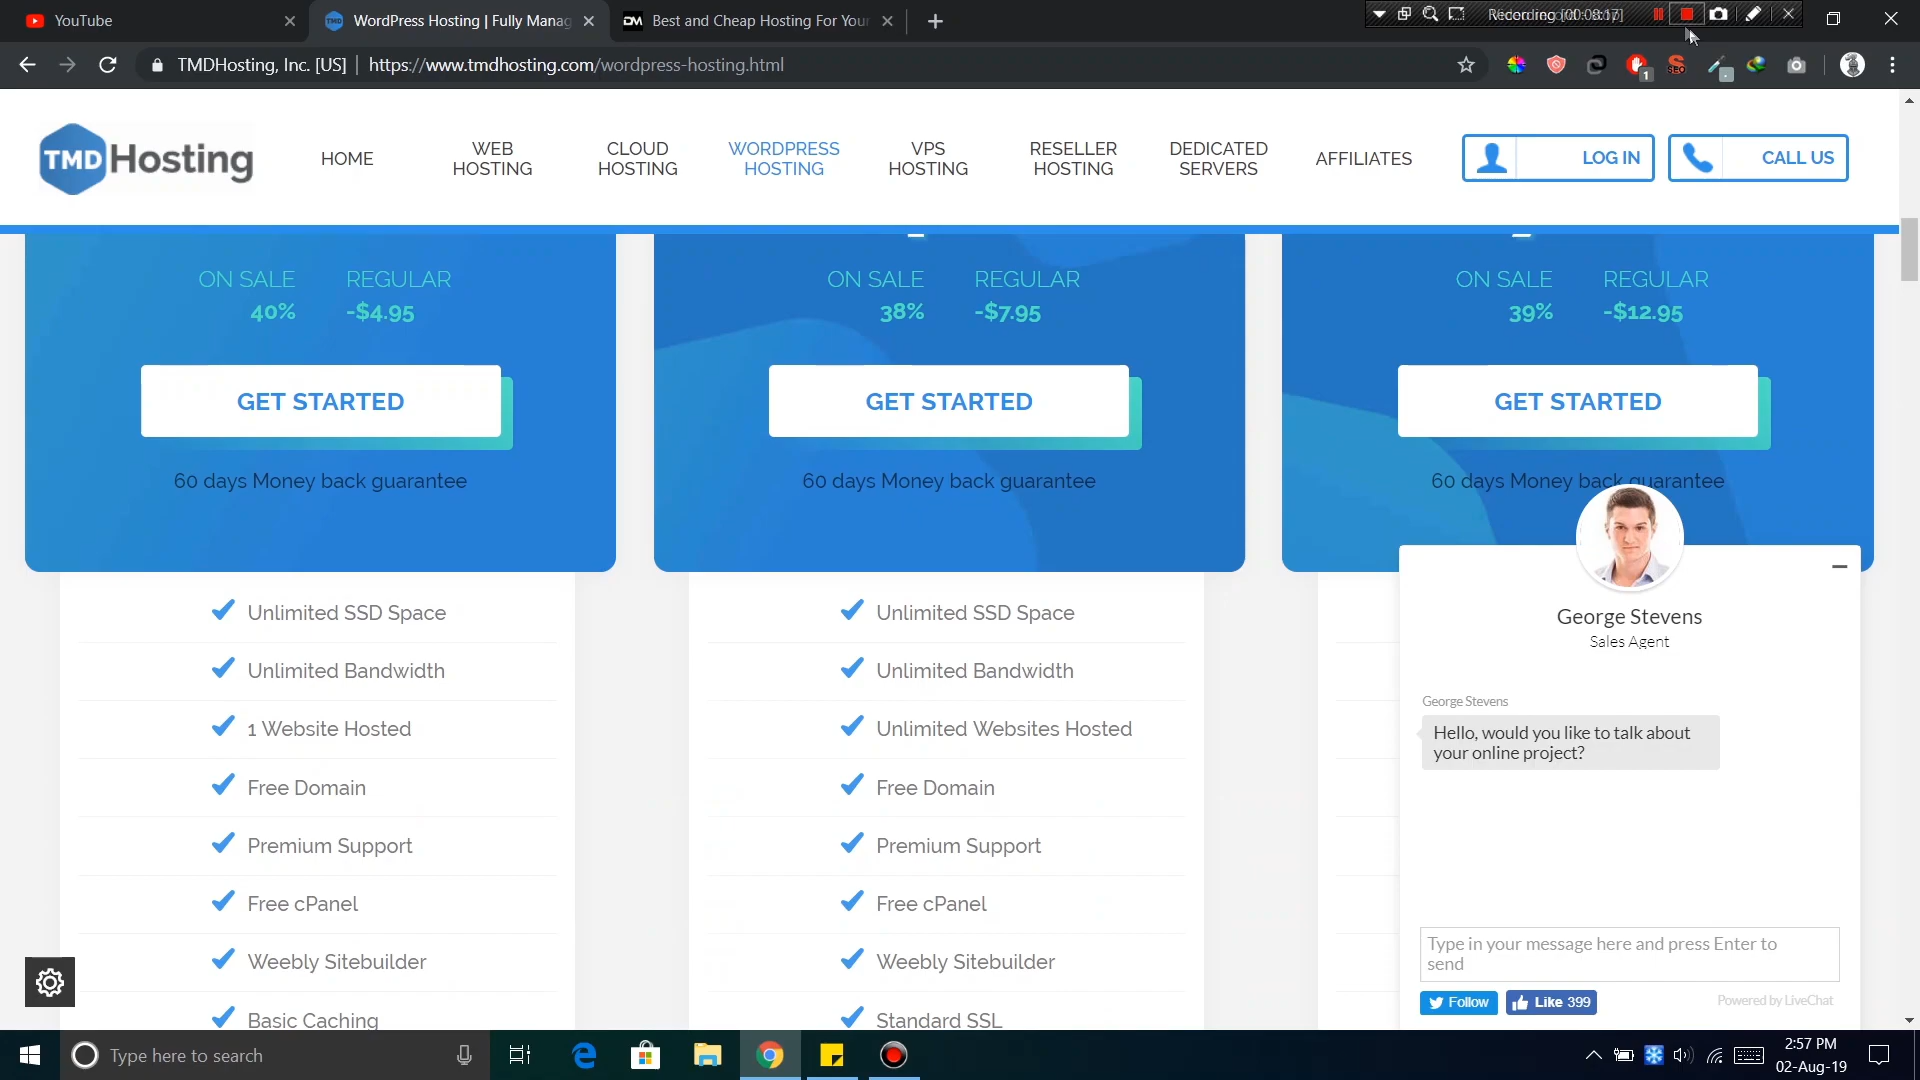 YouTube
WordPress Hosting | Fully Manag
DM Best and Cheap Hosting For Your
TMDHosting, Inc. [US] | https://www.tmdhosting.com/wordpress-hosting.html
TMDHosting
HOME
WEB
HOSTING
CLOUD
HOSTING
WORDPRESS
HOSTING
VPS
HOSTING
RESELLER
HOSTING
DEDICATED
SERVERS
AFFILIATES
LOG IN
CALL US
ON SALE REGULAR
40% -$4.95
GET STARTED
60 days Money back guarantee
Unlimited SSD Space
Unlimited Bandwidth
1 Website Hosted
Free Domain
Premium Support
Free cPanel
Weebly Sitebuilder
Basic Caching
ON SALE REGULAR
38% -$7.95
GET STARTED
60 days Money back guarantee
Unlimited SSD Space
Unlimited Bandwidth
Unlimited Websites Hosted
Free Domain
Premium Support
Free cPanel
Weebly Sitebuilder
Standard SSL
ON SALE REGULAR
39% -$12.95
GET STARTED
60 days Money back guarantee
George Stevens
Sales Agent
George Stevens
Hello, would you like to talk about
your online project?
Type in your message here and press Enter to
send
Follow
Like 399
Powered by LiveChat
Type here to search
2:57 PM
02-Aug-19